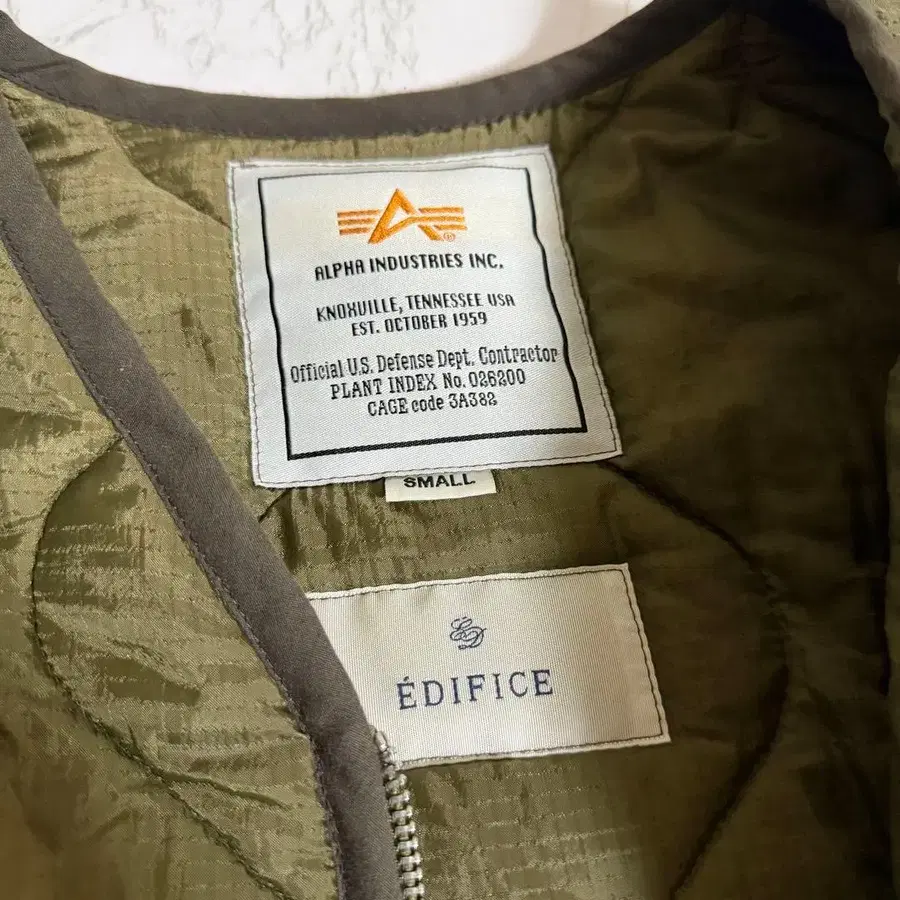 A®
ALPHA INDUSTRIES INC.
KNOXVILLE, TENNESSEE USA
EST. OCTOBER 1959
Official U.S. Defense Dept. Contractor
PLANT INDEX No. 026200
CAGE code 3A382
SMALL
ED
ÉDIFICE